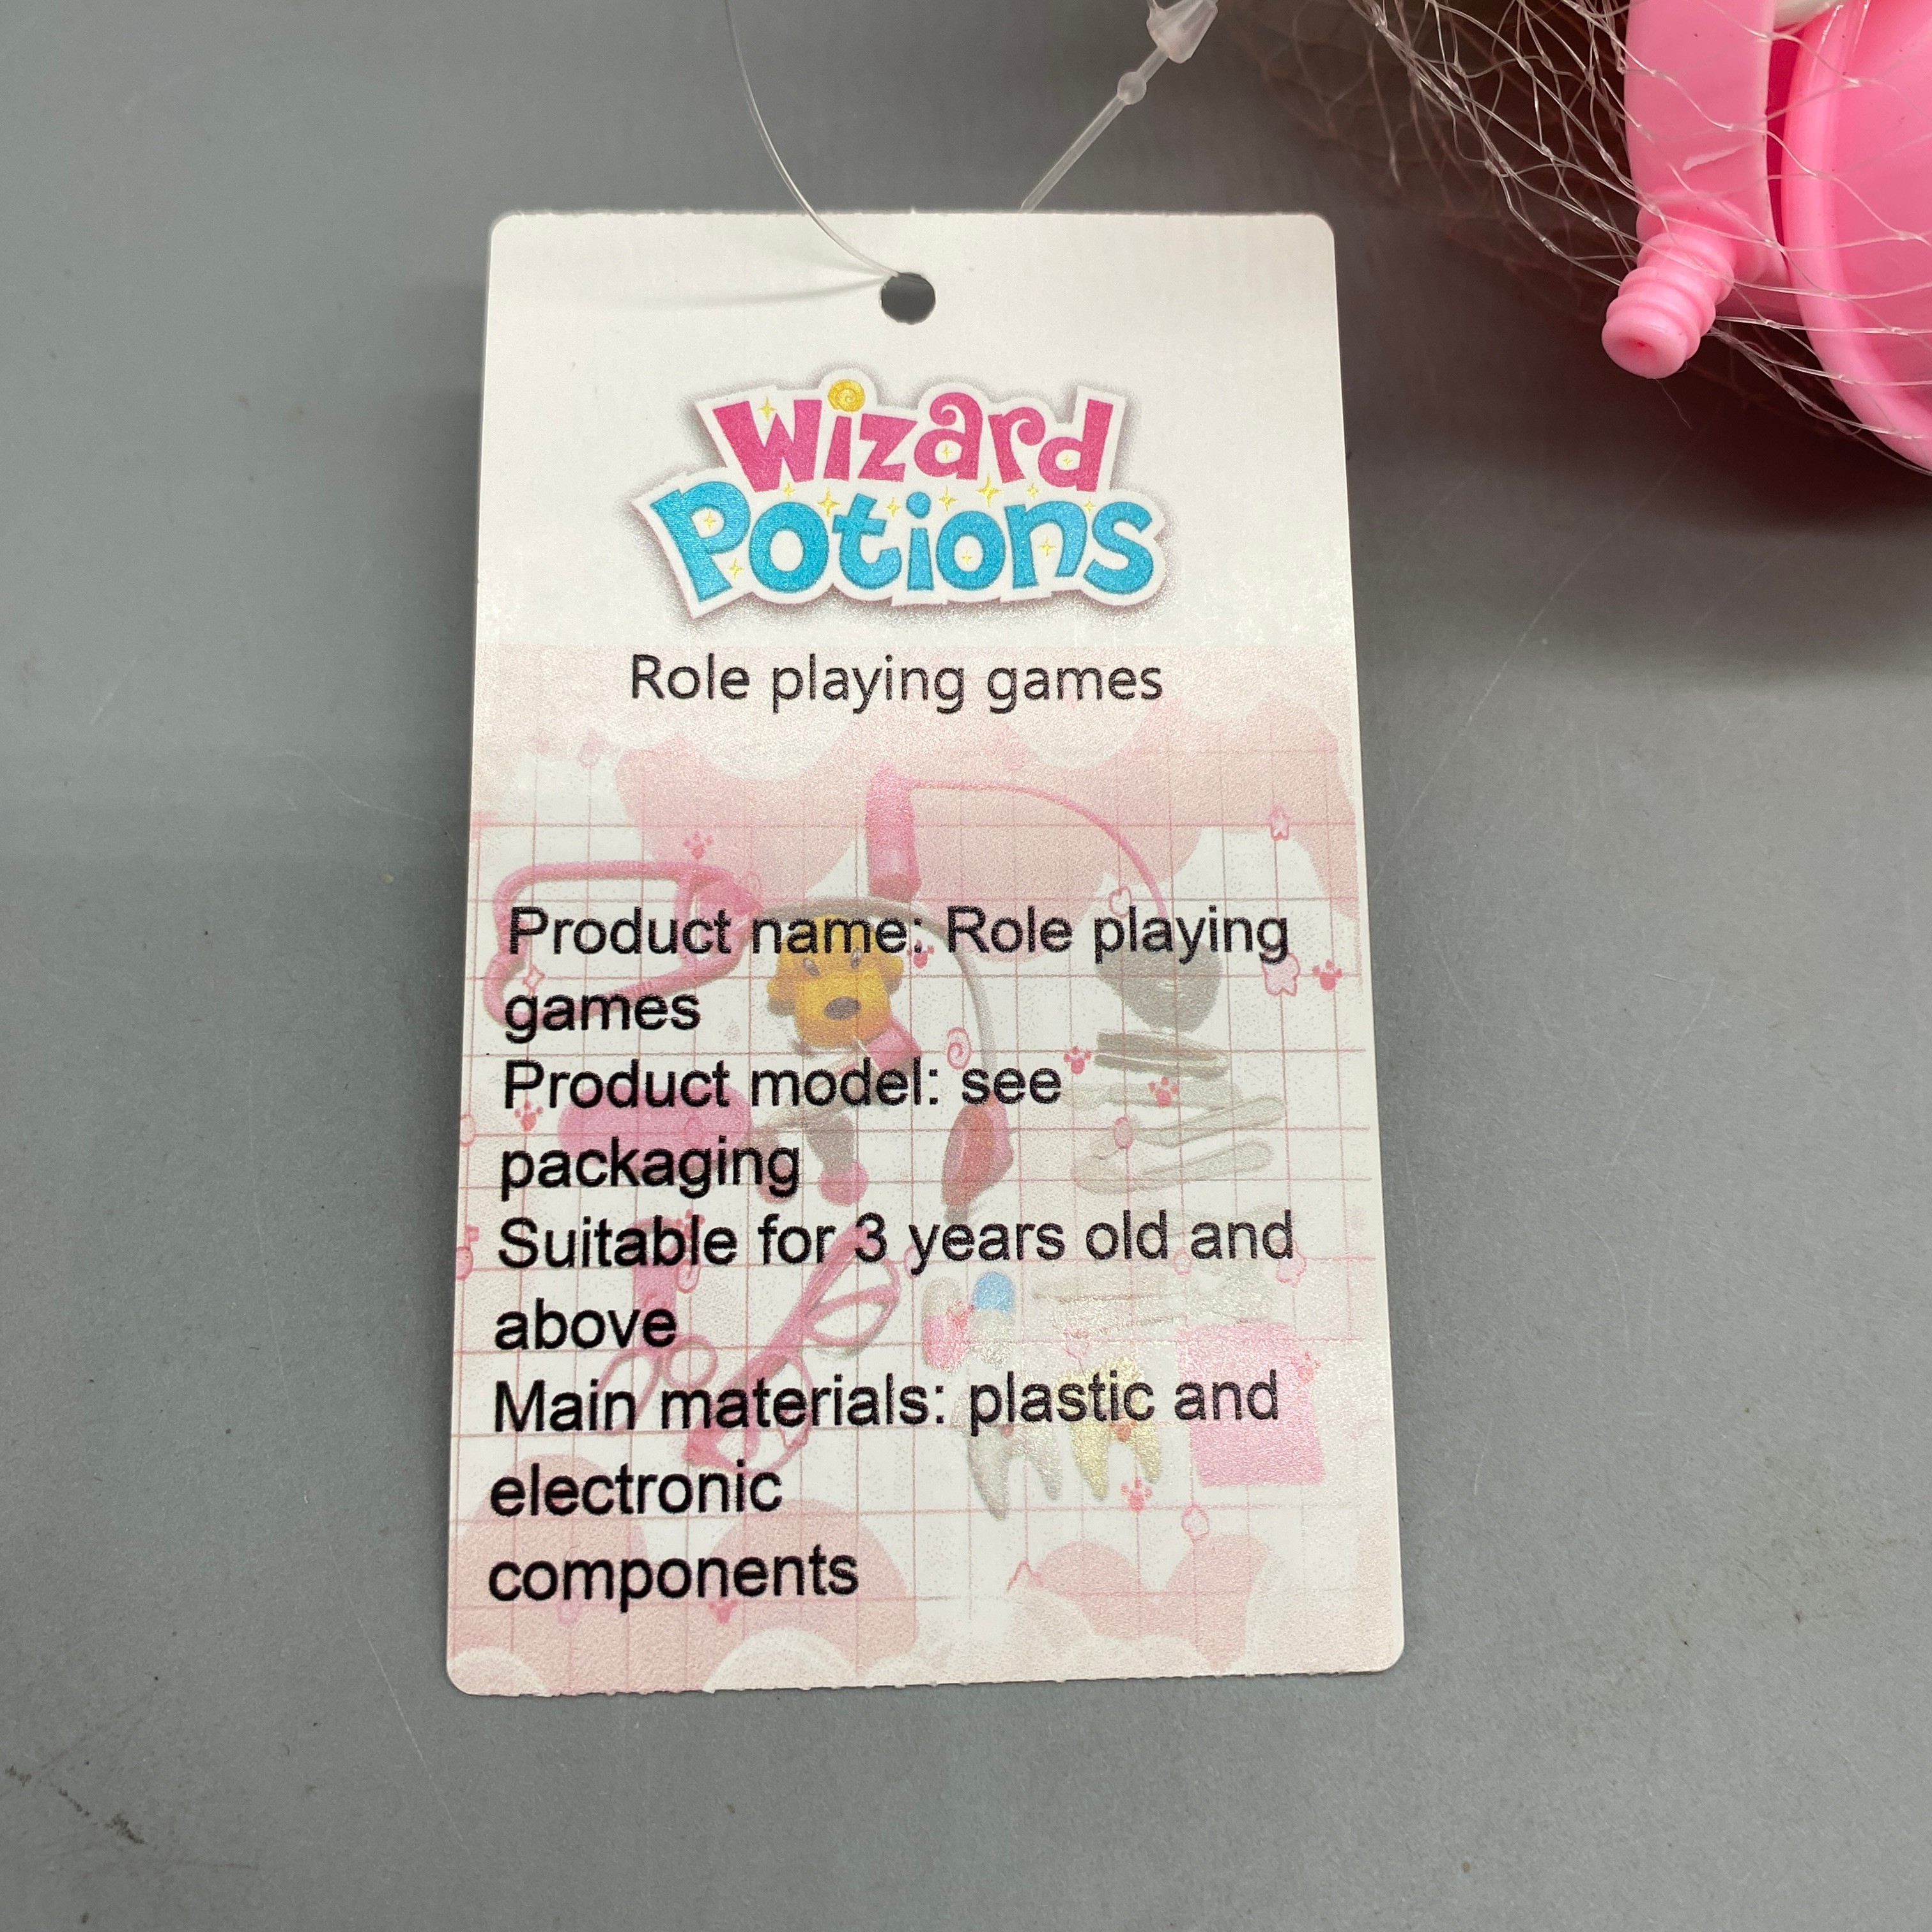 Wizard
Potions
Role playing games
Product name: Role playing
games
Product model: see
packaging
Suitable for 3 years old and
above
Main materials: plastic and
electronic
components